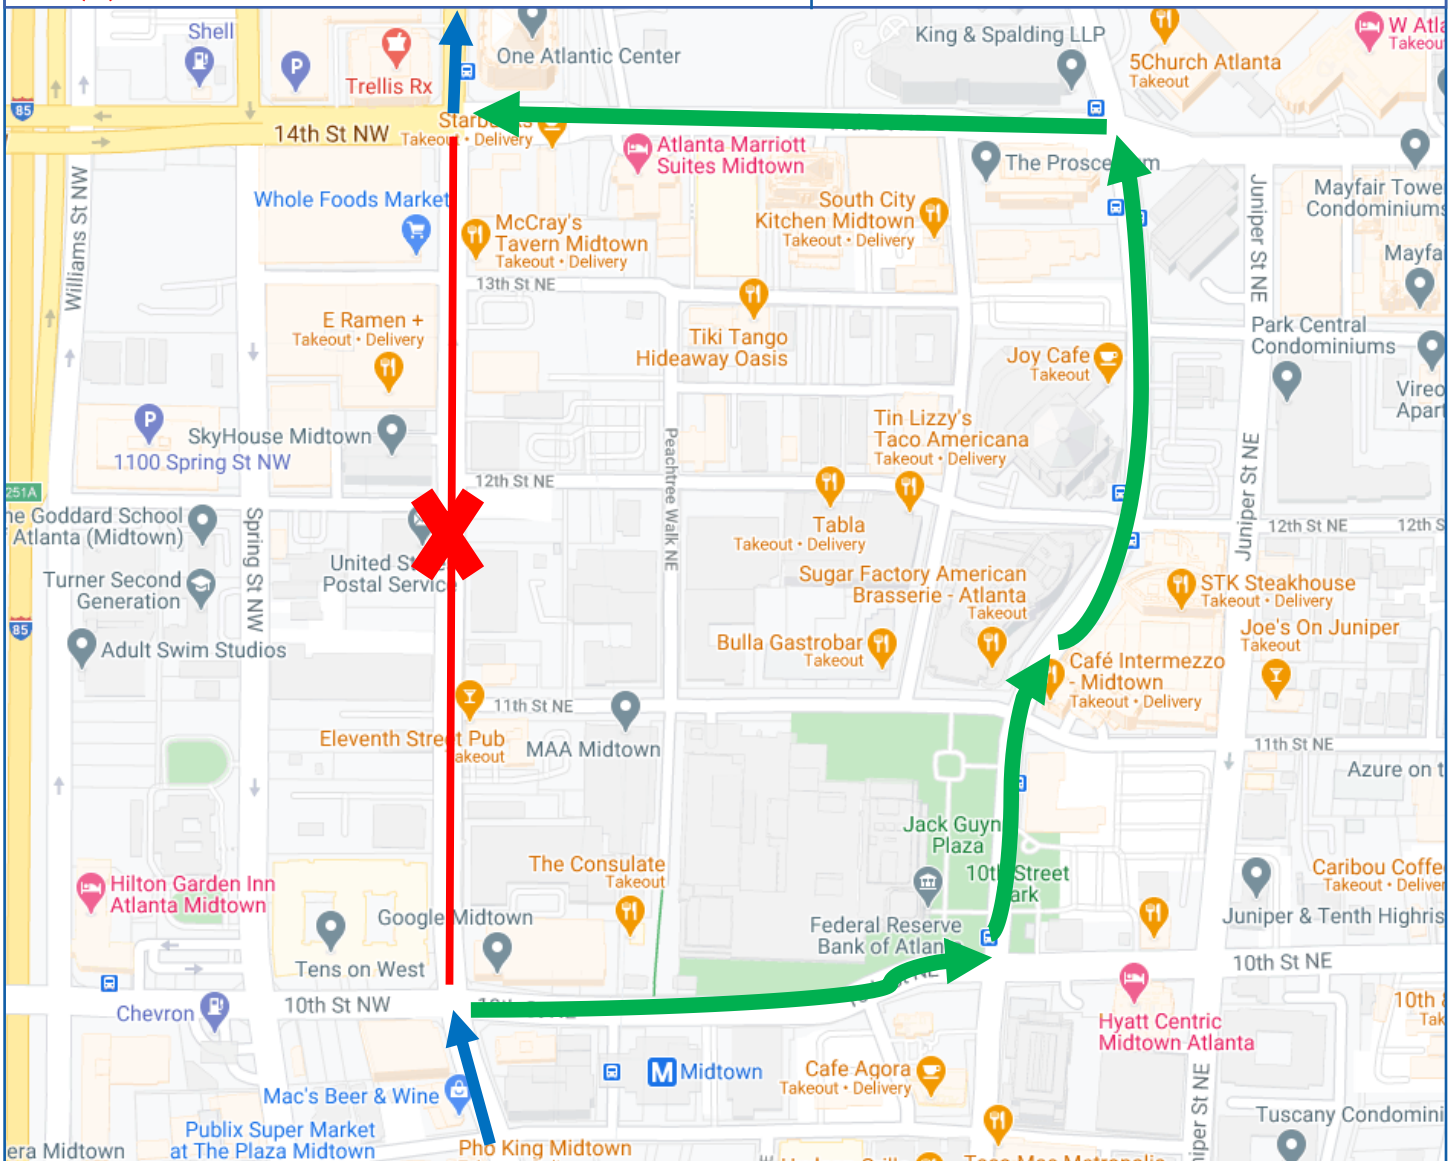 Shell
P
Trellis Rx
One Atlantic Center
King & Spalding LLP
5Church Atlanta
Takeout
W Atla
Takeou
85
14th St NW
Starbucks
Takeout • Delivery
Atlanta Marriott
Suites Midtown
The Prosce
m
Mayfair Towe
Condominiums
Williams St NW
Whole Foods Market
McCray's
Tavern Midtown
Takeout • Delivery
South City
Kitchen Midtown
Takeout • Delivery
Juniper St NE
Mayfai
13th St NE
E Ramen +
Takeout • Delivery
Tiki Tango
Hideaway Oasis
Joy Cafe
Takeout
Park Central
Condominiums
Vireo
Apart
P
SkyHouse Midtown
1100 Spring St NW
Peachtree Walk NE
Tin Lizzy's
Taco Americana
Takeout • Delivery
Juniper St NE
251A
12th St NE
he Goddard School
Atlanta (Midtown)
Spring St NW
United St
Postal Service
Tabla
Takeout • Delivery
12th St NE
12th S
Turner Second
Generation
Sugar Factory American
Brasserie - Atlanta
Takeout
STK Steakhouse
Takeout • Delivery
85
Adult Swim Studios
Bulla Gastrobar
Takeout
Joe's On Juniper
Takeout
Café Intermezzo
- Midtown
Takeout • Delivery
11th St NE
Eleventh Street Pub
Takeout
MAA Midtown
11th St NE
Azure on t
Jack Guyn
Plaza
10th Street
ark
The Consulate
Takeout
Hilton Garden Inn
Atlanta Midtown
Caribou Coffe
Takeout • Deliver
Google Midtown
Federal Reserve
Bank of Atlan
Juniper & Tenth Highris
Tens on West
10th St NE
10th St NW
Chevron
NE
Hyatt Centric
Midtown Atlanta
10th &
Tak
M Midtown
Cafe Agora
Takeout • Delivery
Mac's Beer & Wine
niper St NE
Publix Super Market
at The Plaza Midtown
Tuscany Condomini
era Midtown
Pho King Midtown